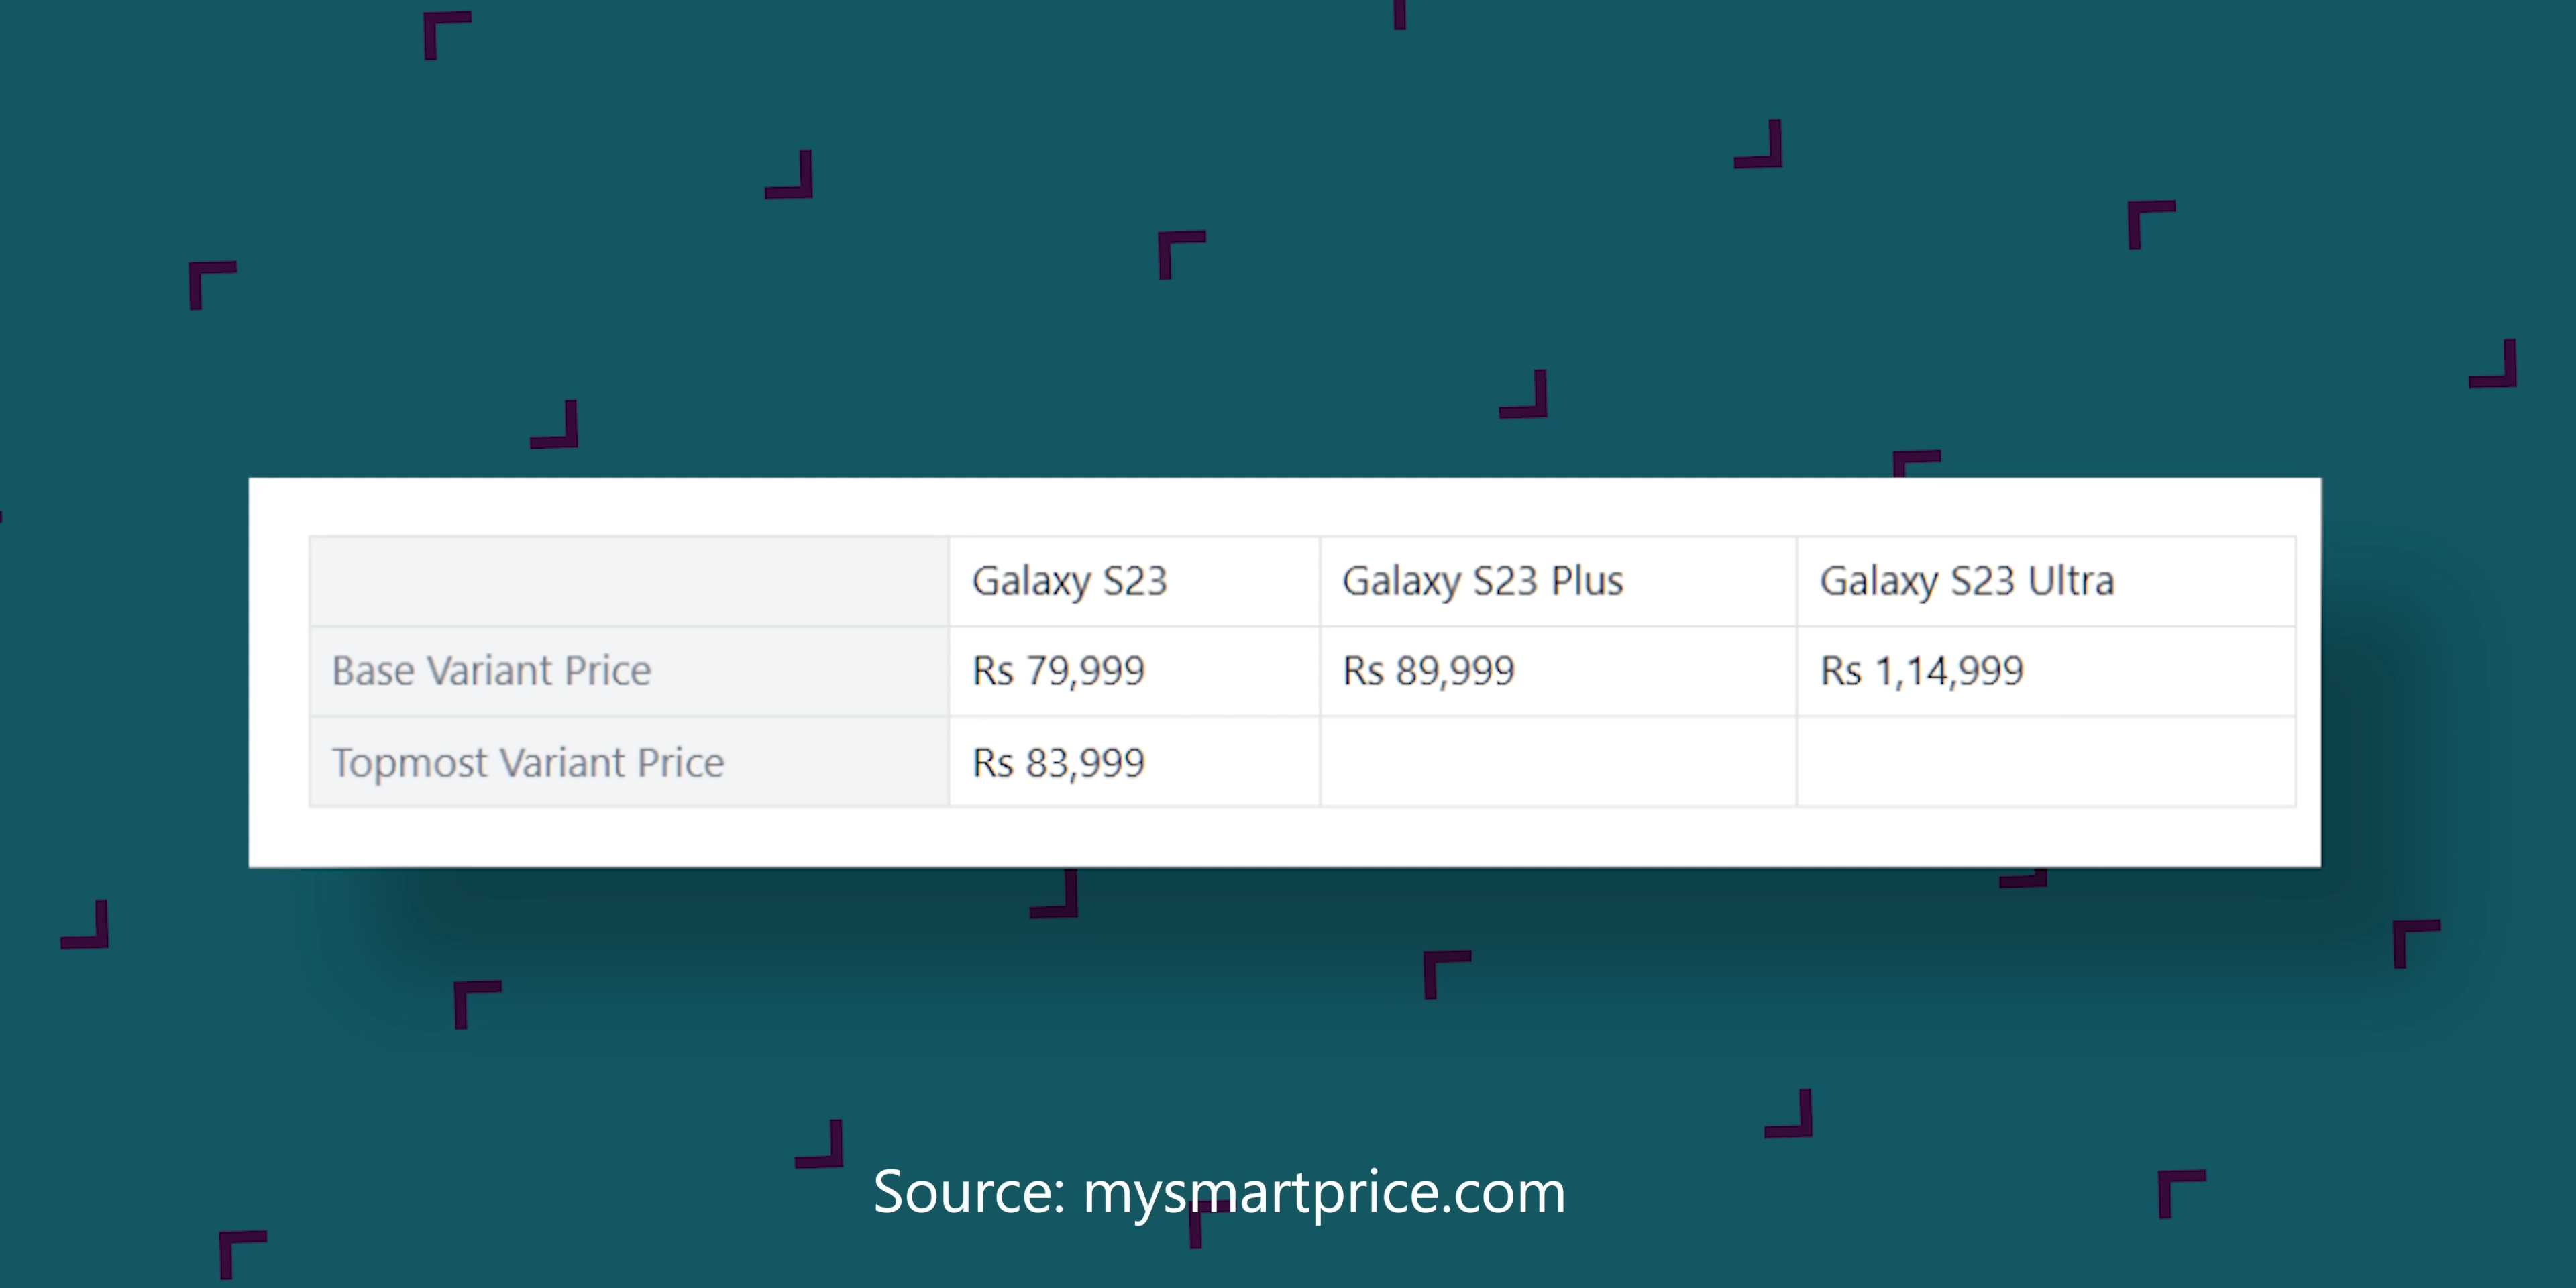 Galaxy S23 Galaxy S23 Plus Galaxy S23 Ultra
Base Variant Price Rs 79,999 Rs 89,999 Rs 1,14,999
Topmost Variant Price Rs 83,999
Source: mysmartprice.com